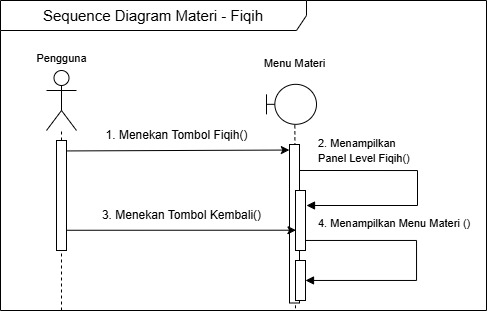 Sequence Diagram Materi - Fiqih
Pengguna
Menu Materi
1. Menekan Tombol Fiqih()
2. Menampilkan
Panel Level Fiqih()
3. Menekan Tombol Kembali()
4. Menampilkan Menu Materi ()